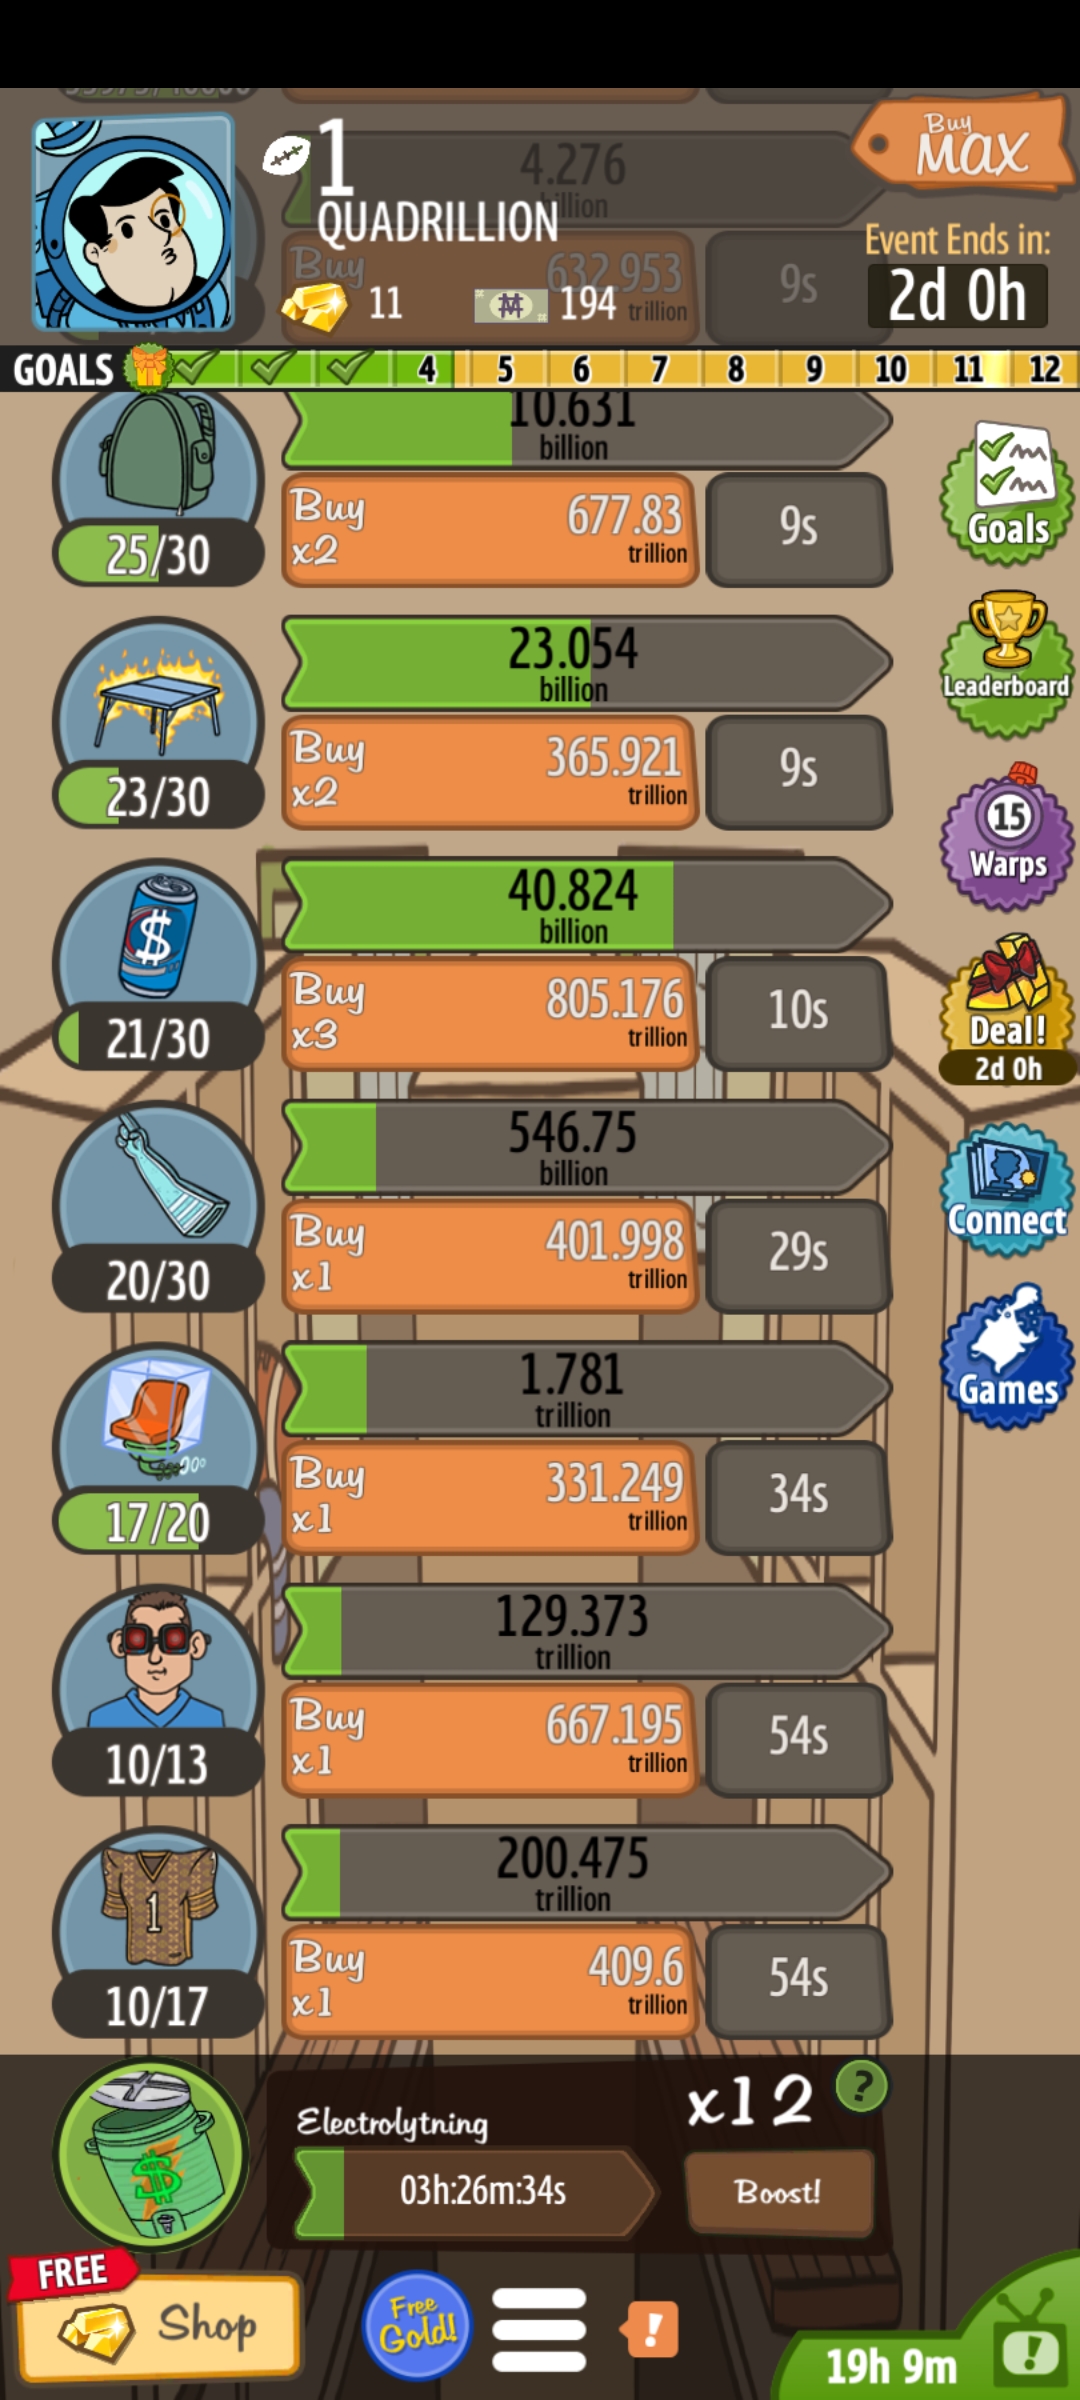 4.276
1
billion
QUADRILLION
Buy
MAX
Event Ends in:
2d 0h
Buy
632.953
trillion
9s
11
194
GOALS
4 5 6 7 8 9 10 11 12
10.631
billion
Buy
x2
677.83
trillion
9s
25/30
Goals
23.054
billion
Buy
x2
365.921
trillion
9s
23/30
Leaderboard
40.824
billion
Buy
x3
805.176
trillion
10s
21/30
$
15
Warps
Deal!
2d 0h
546.75
billion
Buy
x1
401.998
trillion
29s
20/30
Connect
1.781
trillion
Buy
x1
331.249
trillion
34s
17/20
Games
129.373
trillion
Buy
x1
667.195
trillion
54s
10/13
200.475
trillion
Buy
x1
409.6
trillion
54s
10/17
1
$
Electrolytning
03h:26m:34s
x12
?
Boost!
FREE
Shop
Free
Gold!
!
19h 9m
!